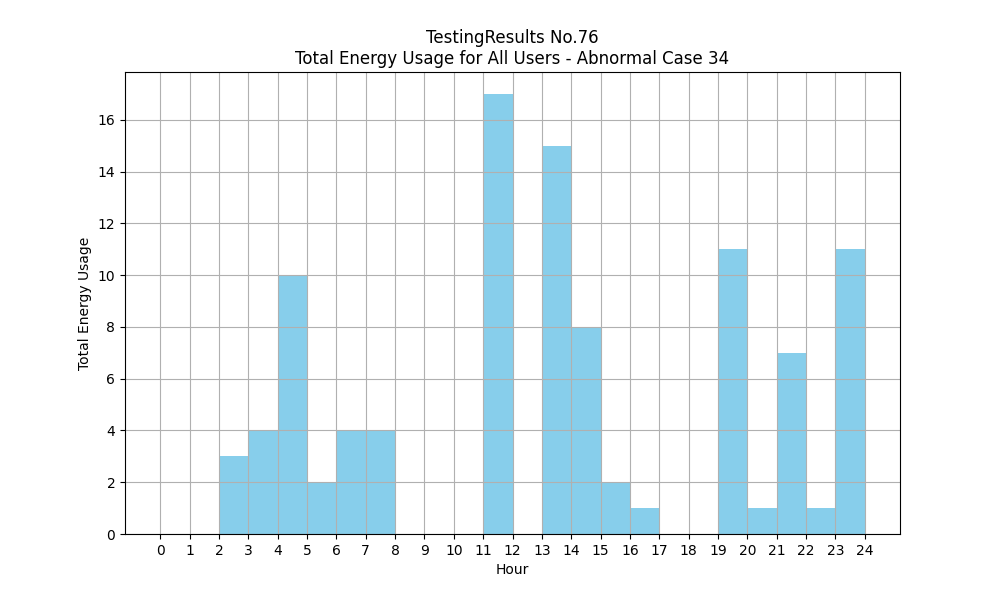 TestingResults No.76
Total Energy Usage for All Users - Abnormal Case 34
Total Energy Usage
16
14
12
10
8
6
4
2
0
0 1 2 3 4 5 6 7 8 9 10 11 12 13 14 15 16 17 18 19 20 21 22 23 24
Hour